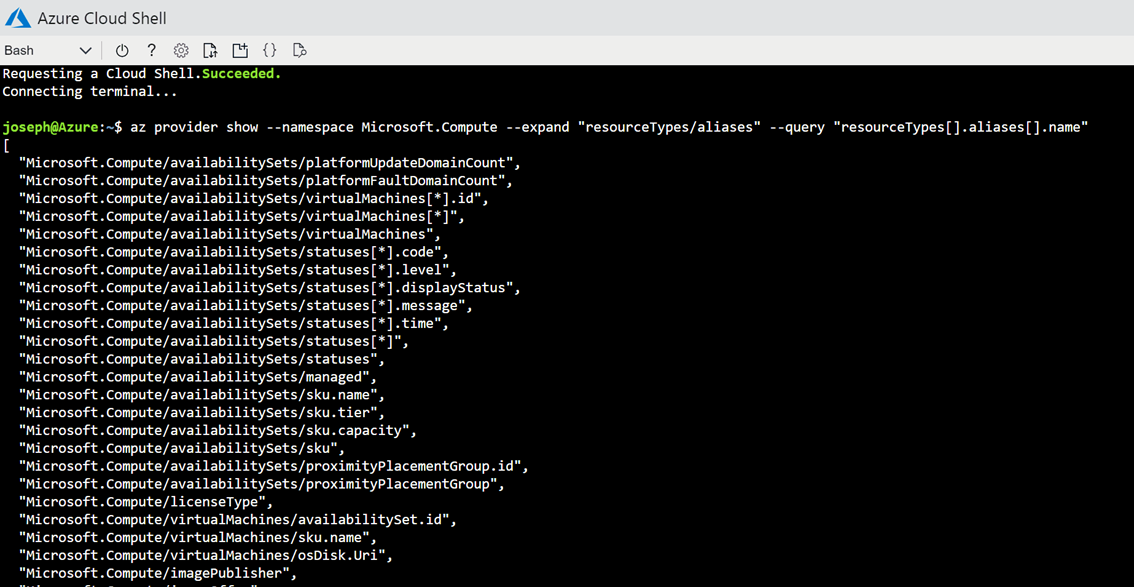 Azure Cloud Shell
Bash
Requesting a Cloud Shell.Succeeded.
Connecting terminal...
joseph@Azure:~$ az provider show --namespace Microsoft.Compute --expand "resourceTypes/aliases" --query "resourceTypes[].aliases[].name"
[
"Microsoft.Compute/availabilitySets/platformUpdateDomainCount",
"Microsoft.Compute/availabilitySets/platformFaultDomainCount",
"Microsoft.Compute/availabilitySets/virtualMachines[*].id",
"Microsoft.Compute/availabilitySets/virtualMachines[*]",
"Microsoft.Compute/availabilitySets/virtualMachines",
"Microsoft.Compute/availabilitySets/statuses[*].code",
"Microsoft.Compute/availabilitySets/statuses[*].level",
"Microsoft.Compute/availabilitySets/statuses[*].displayStatus",
"Microsoft.Compute/availabilitySets/statuses[*].message",
"Microsoft.Compute/availabilitySets/statuses[*].time",
"Microsoft.Compute/availabilitySets/statuses[*]",
"Microsoft.Compute/availabilitySets/statuses",
"Microsoft.Compute/availabilitySets/managed",
"Microsoft.Compute/availabilitySets/sku.name",
"Microsoft.Compute/availabilitySets/sku.tier",
"Microsoft.Compute/availabilitySets/sku.capacity",
"Microsoft.Compute/availabilitySets/sku",
"Microsoft.Compute/availabilitySets/proximityPlacementGroup.id",
"Microsoft.Compute/availabilitySets/proximityPlacementGroup",
"Microsoft.Compute/licenseType",
"Microsoft.Compute/virtualMachines/availabilitySet.id",
"Microsoft.Compute/virtualMachines/sku.name",
"Microsoft.Compute/virtualMachines/osDisk.Uri",
"Microsoft.Compute/imagePublisher",